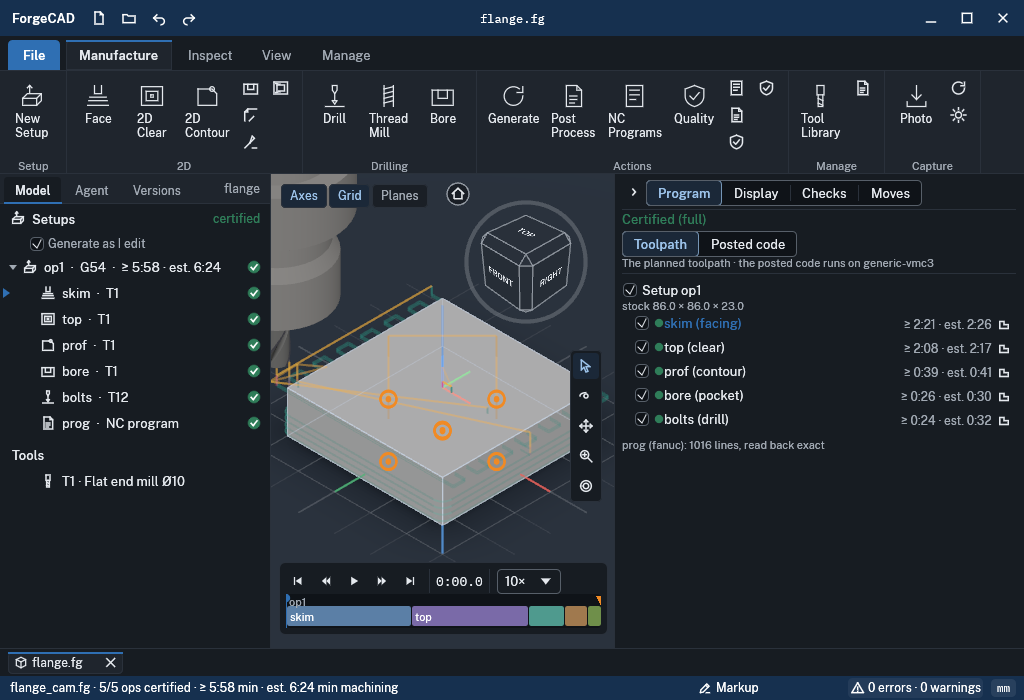 ForgeCAD
flange.fg
File
Manufacture
Inspect
View
Manage
New Setup
Face
2D Clear
2D Contour
Drill
Thread Mill
Bore
Generate
Post Process
NC Programs
Quality
Tool Library
Photo
Setup
2D
Drilling
Actions
Manage
Capture
Model
Agent
Versions
flange
Setups
certified
Generate as I edit
op1 · G54 · ≥ 5:58 · est. 6:24
skim · T1
top · T1
prof · T1
bore · T1
bolts · T12
prog · NC program
Tools
T1 · Flat end mill Ø10
Axes
Grid
Planes
TOP
FRONT
RIGHT
0:00.0
10×
op1
skim
top
Program
Display
Checks
Moves
Certified (full)
Toolpath
Posted code
The planned toolpath · the posted code runs on generic-vmc3
Setup op1
stock 86.0 × 86.0 × 23.0
skim (facing) ≥ 2:21 · est. 2:26
top (clear) ≥ 2:08 · est. 2:17
prof (contour) ≥ 0:39 · est. 0:41
bore (pocket) ≥ 0:26 · est. 0:30
bolts (drill) ≥ 0:24 · est. 0:32
prog (fanuc): 1016 lines, read back exact
flange.fg
flange_cam.fg · 5/5 ops certified · ≥ 5:58 min · est. 6:24 min machining
Markup
0 errors · 0 warnings
mm